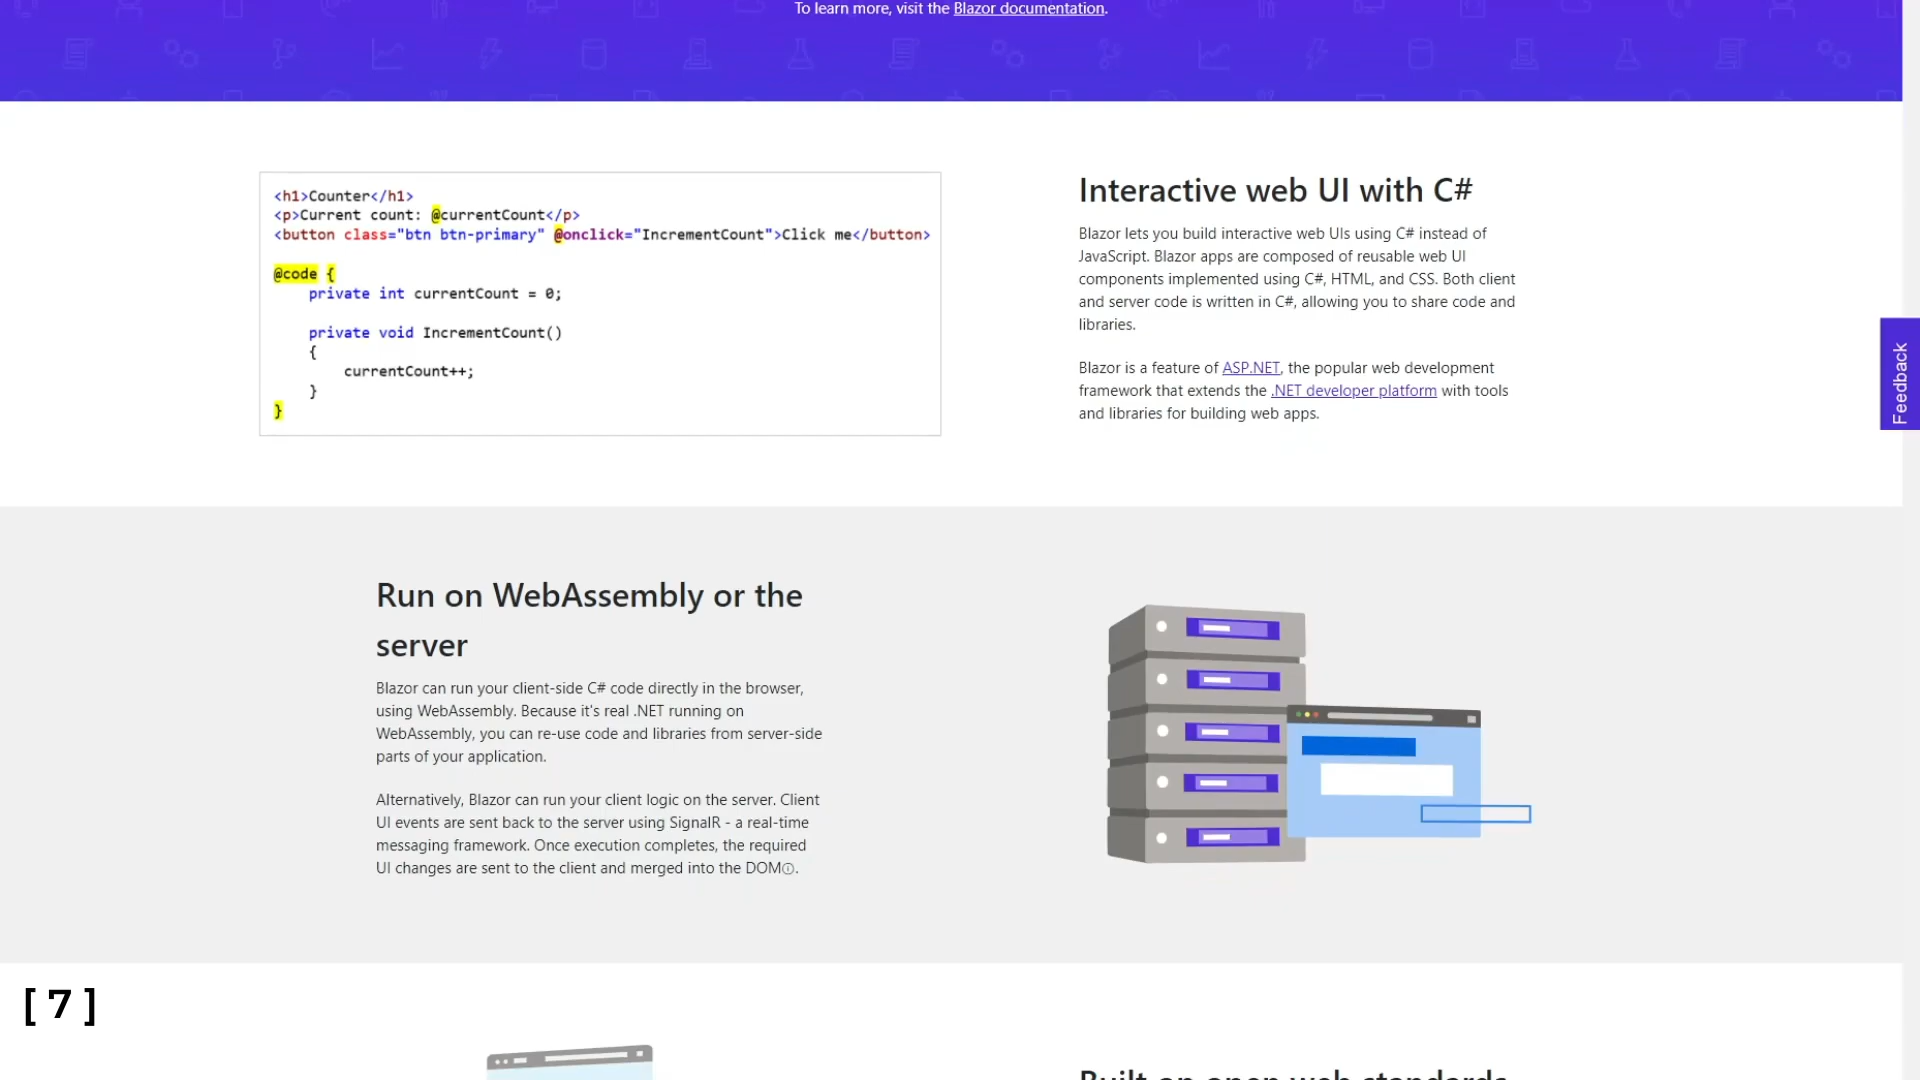 To learn more, visit the Blazor documentation.
<h1>Counter</h1>
<p>Current count: @currentCount</p>
<button class="btn btn-primary" @onclick="IncrementCount">Click me</button>
@code {
    private int currentCount = 0;
    private void IncrementCount()
    {
        currentCount++;
    }
}
Interactive web UI with C#
Blazor lets you build interactive web UIs using C# instead of
JavaScript. Blazor apps are composed of reusable web UI
components implemented using C#, HTML, and CSS. Both client
and server code is written in C#, allowing you to share code and
libraries.
Blazor is a feature of ASP.NET, the popular web development
framework that extends the .NET developer platform with tools
and libraries for building web apps.
Feedback
Run on WebAssembly or the
server
Blazor can run your client-side C# code directly in the browser,
using WebAssembly. Because it's real .NET running on
WebAssembly, you can re-use code and libraries from server-side
parts of your application.
Alternatively, Blazor can run your client logic on the server. Client
UI events are sent back to the server using SignalR - a real-time
messaging framework. Once execution completes, the required
UI changes are sent to the client and merged into the DOMⓘ.
[ 7 ]
Built on open web standards